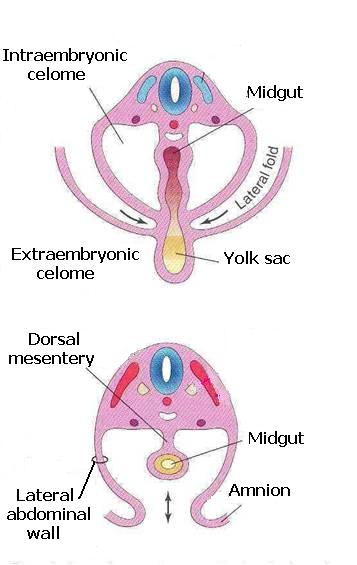 Intraembryonic
celome
Midgut
Lateral fold
Extraembryonic
celome
Yolk sac
Dorsal
mesentery
Midgut
Amnion
Lateral
abdominal
wall